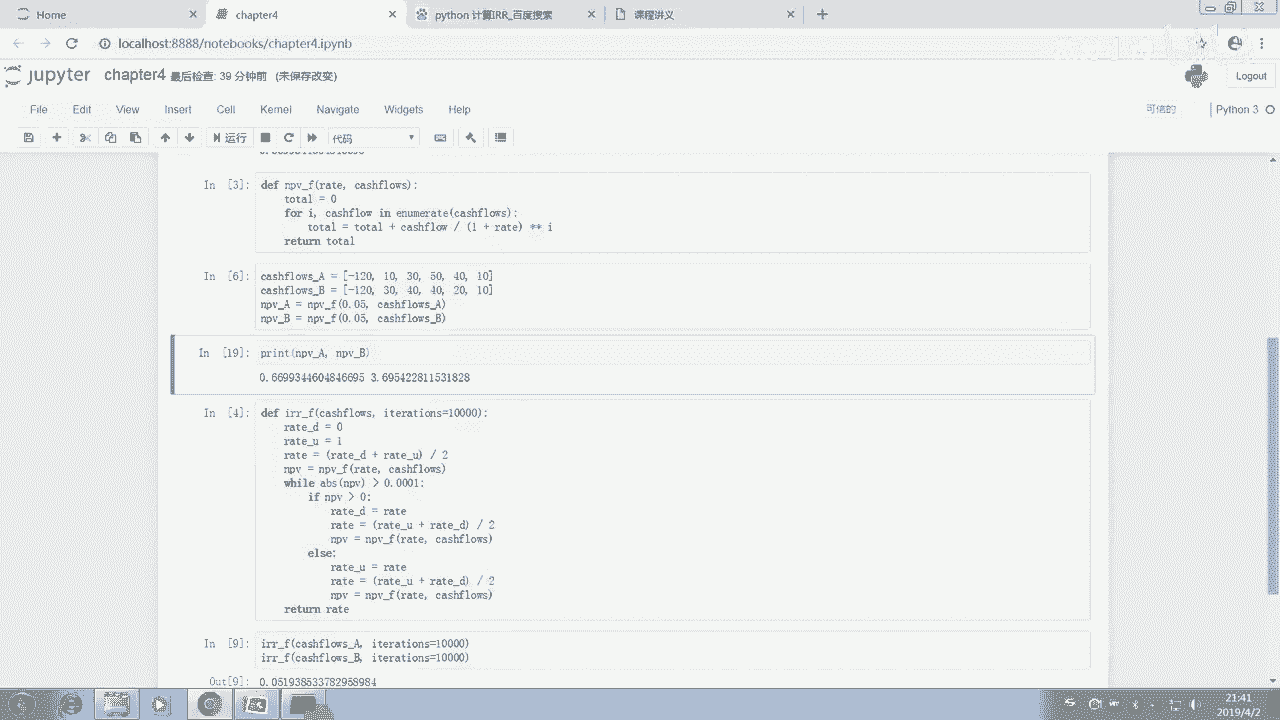 Home
chapter4
python 计算IRR_百度搜索
课程讲义
localhost:8888/notebooks/chapter4.ipynb
jupyter chapter4 最后检查: 39 分钟前 (未保存改变)
Logout
File Edit View Insert Cell Kernel Navigate Widgets Help
可信的 Python 3
运行 代码
In [3]: def npv_f(rate, cashflows):
total = 0
for i, cashflow in enumerate(cashflows):
total = total + cashflow / (1 + rate) ** i
return total
In [6]: cashflows_A = [-120, 10, 30, 50, 40, 10]
cashflows_B = [-120, 30, 40, 40, 20, 10]
npv_A = npv_f(0.05, cashflows_A)
npv_B = npv_f(0.05, cashflows_B)
In [19]: print(npv_A, npv_B)
0.6699344604846695 3.695422811531828
In [4]: def irr_f(cashflows, iterations=10000):
rate_d = 0
rate_u = 1
rate = (rate_d + rate_u) / 2
npv = npv_f(rate, cashflows)
while abs(npv) > 0.0001:
if npv > 0:
rate_d = rate
rate = (rate_u + rate_d) / 2
npv = npv_f(rate, cashflows)
else:
rate_u = rate
rate = (rate_u + rate_d) / 2
npv = npv_f(rate, cashflows)
return rate
In [9]: irr_f(cashflows_A, iterations=10000)
irr_f(cashflows_B, iterations=10000)
Out[9]: 0.051938533782958984
21:41
2019/4/2